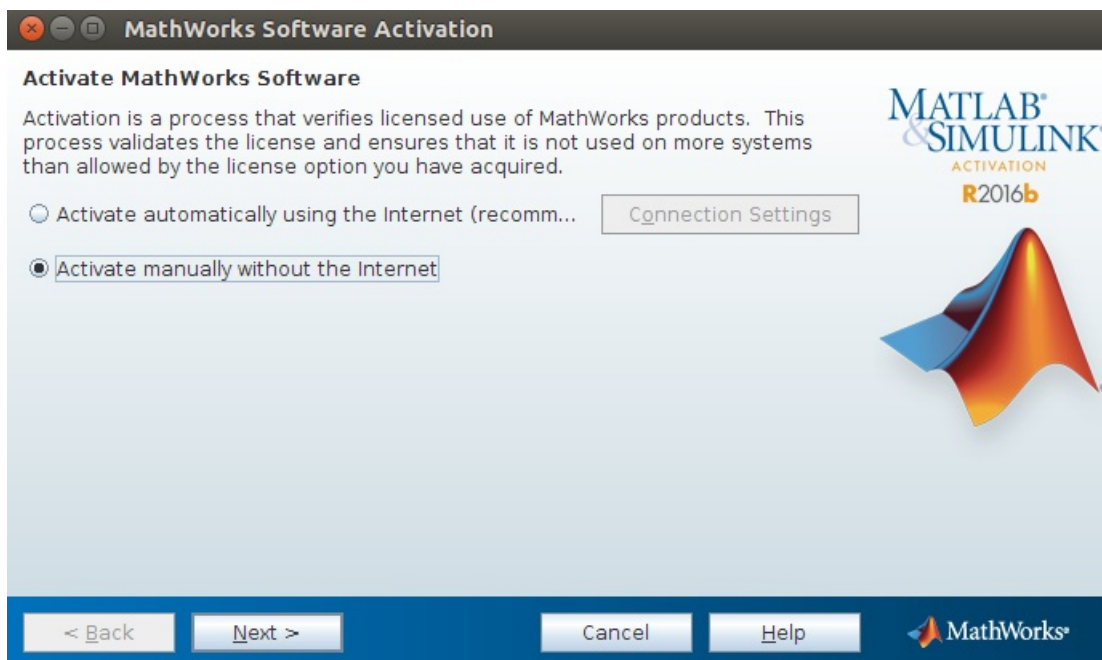 MathWorks Software Activation
Activate MathWorks Software
Activation is a process that verifies licensed use of MathWorks products. This
process validates the license and ensures that it is not used on more systems
than allowed by the license option you have acquired.
Activate automatically using the Internet (recomm...
Connection Settings
Activate manually without the Internet
MATLAB®
&SIMULINK®
ACTIVATION
R2016b
< Back
Next >
Cancel
Help
MathWorks®